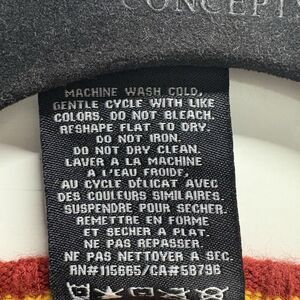 CONCEPT
MACHINE WASH COLD,
GENTLE CYCLE WITH LIKE
COLORS. DO NOT BLEACH.
RESHAPE FLAT TO DRY.
DO NOT IRON.
DO NOT DRY CLEAN.
LAVER A LA MACHINE
A L'EAU FROIDE,
AU CYCLE DÉLICAT AVEC
DES COULEURS SIMILAIRES.
SUSPENDRE POUR SECHER.
REMETTRE EN FORME
ET SECHER A PLAT.
NE PAS REPASSER.
NE PAS NETTOYER A SEC.
RN#115665/CA#58796